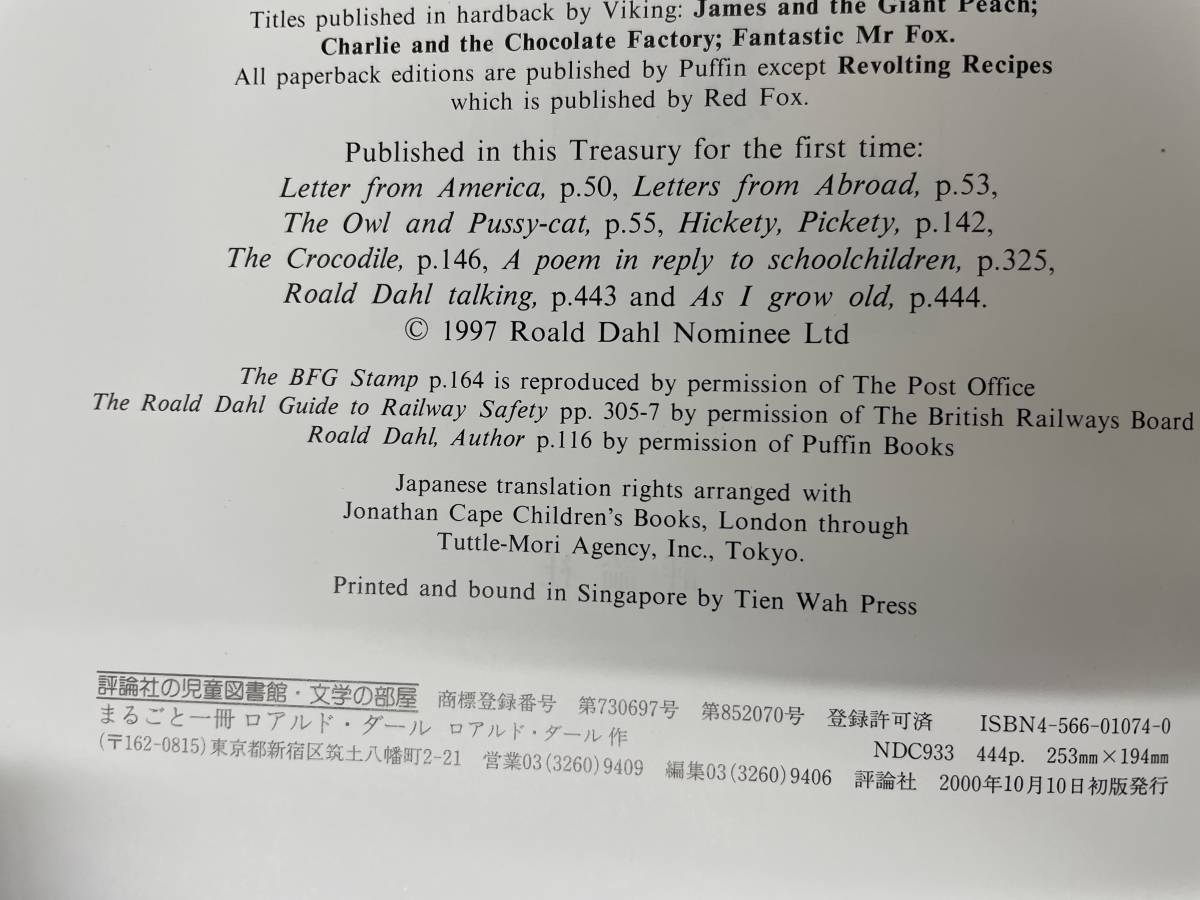 Titles published in hardback by Viking: James and the Giant Peach;
Charlie and the Chocolate Factory; Fantastic Mr Fox.
All paperback editions are published by Puffin except Revolting Recipes
which is published by Red Fox.
Published in this Treasury for the first time:
Letter from America, p.50, Letters from Abroad, p.53,
The Owl and Pussy-cat, p.55, Hickety, Pickety, p.142,
The Crocodile, p.146, A poem in reply to schoolchildren, p.325,
Roald Dahl talking, p.443 and As I grow old, p.444.
© 1997 Roald Dahl Nominee Ltd
The BFG Stamp p.164 is reproduced by permission of The Post Office
The Roald Dahl Guide to Railway Safety pp. 305-7 by permission of The British Railways Board
Roald Dahl, Author p.116 by permission of Puffin Books
Japanese translation rights arranged with
Jonathan Cape Children's Books, London through
Tuttle-Mori Agency, Inc., Tokyo.
Printed and bound in Singapore by Tien Wah Press
評論社の児童図書館・文学の部屋 商標登録番号 第730697号 第852070号 登録許可済 ISBN4-566-01074-0
まるごと一冊 ロアルド・ダール ロアルド・ダール 作 NDC933 444p. 253㎜×194㎜
(〒162-0815)東京都新宿区筑土八幡町2-21 営業03(3260)9409 編集03(3260)9406 評論社 2000年10月10日初版発行